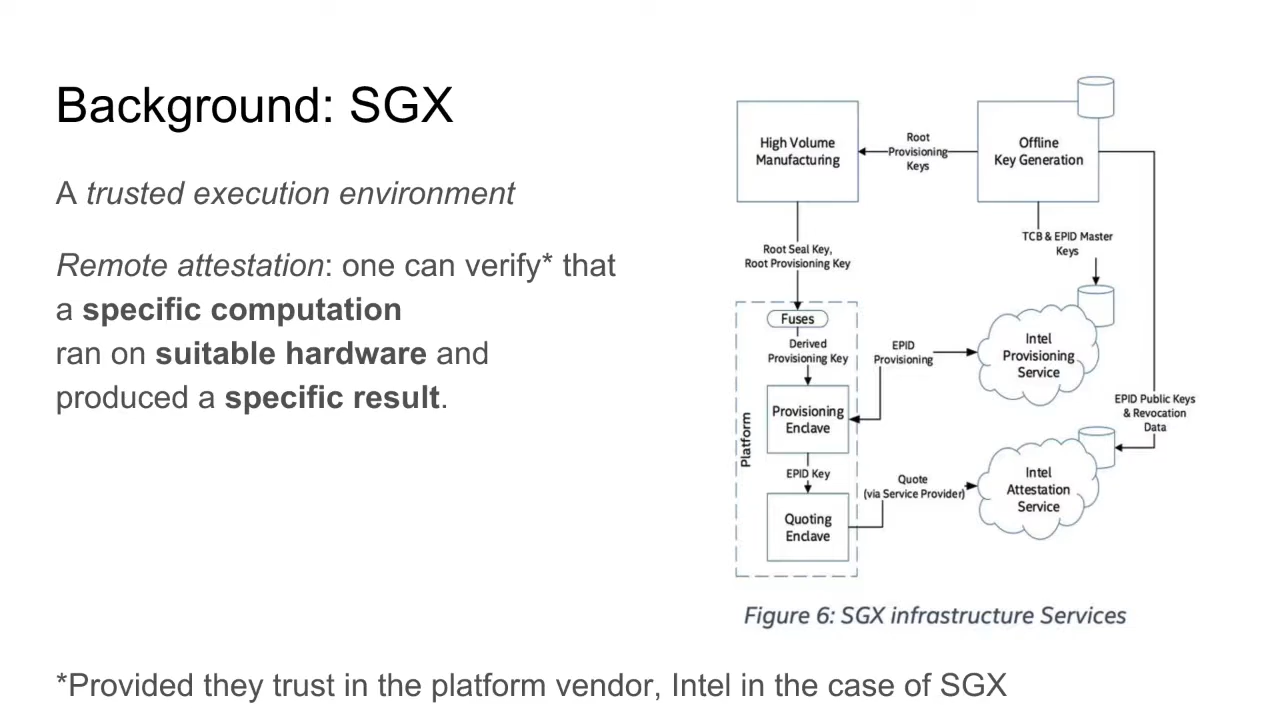 Background: SGX
A trusted execution environment
Remote attestation: one can verify* that
a specific computation
ran on suitable hardware and
produced a specific result.
High Volume
Manufacturing
Root
Provisioning
Keys
Offline
Key Generation
Root Seal Key,
Root Provisioning Key
TCB & EPID Master
Keys
Fuses
Derived
Provisioning Key
EPID
Provisioning
Intel
Provisioning
Service
Platform
Provisioning
Enclave
EPID Public Keys
& Revocation
Data
EPID Key
Quote
(via Service Provider)
Intel
Attestation
Service
Quoting
Enclave
Figure 6: SGX infrastructure Services
*Provided they trust in the platform vendor, Intel in the case of SGX